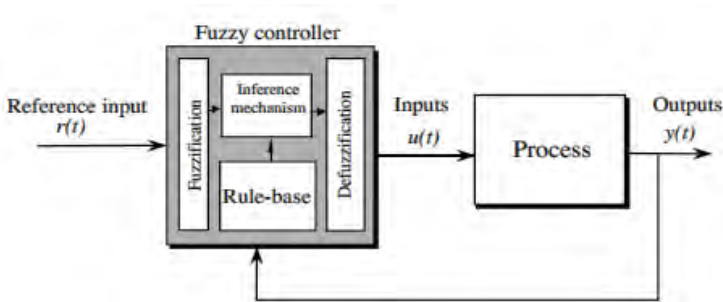 Fuzzy controller
Reference input
r(t)
Fuzzification
Inference
mechanism
Rule-base
Defuzzification
Inputs
u(t)
Process
Outputs
y(t)